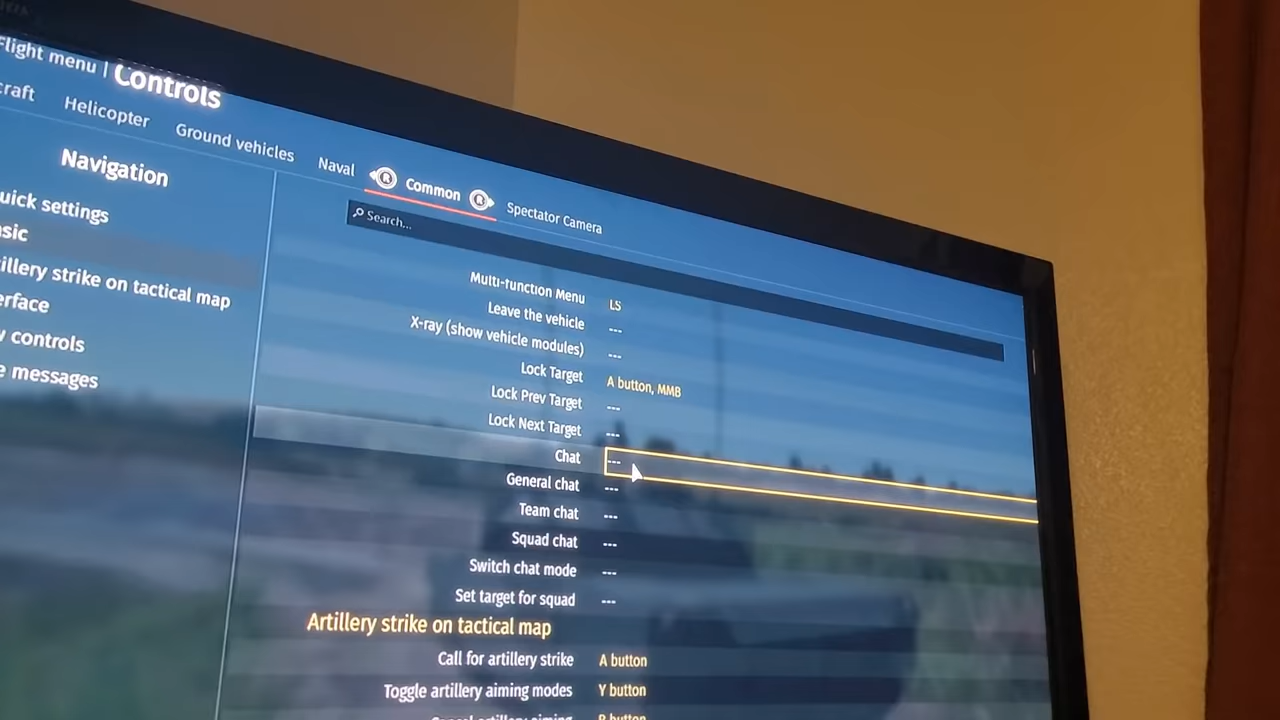 Flight menu | Controls
craft Helicopter Ground vehicles Naval R Common R Spectator Camera
Navigation
Search...
uick settings
asic
illery strike on tactical map
erface
controls
e messages
Multi-function Menu LS
Leave the vehicle ---
X-ray (show vehicle modules) ---
Lock Target A button, MMB
Lock Prev Target ---
Lock Next Target ---
Chat ---
General chat ---
Team chat ---
Squad chat ---
Switch chat mode ---
Set target for squad ---
Artillery strike on tactical map
Call for artillery strike A button
Toggle artillery aiming modes Y button